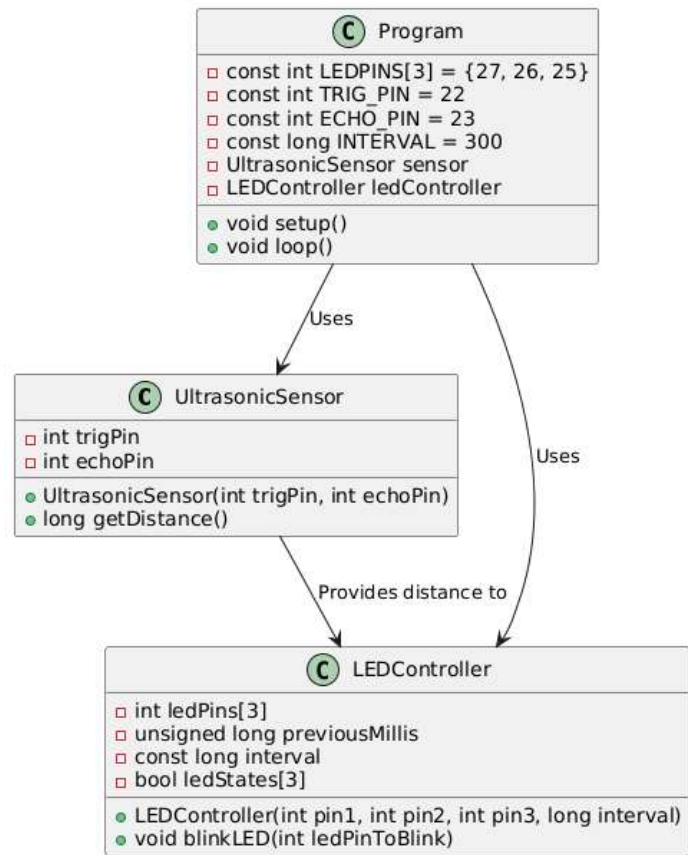 C Program
const int LEDPINS[3] = {27, 26, 25}
const int TRIG_PIN = 22
const int ECHO_PIN = 23
const long INTERVAL = 300
UltrasonicSensor sensor
LEDController ledController
void setup()
void loop()
Uses
C UltrasonicSensor
int trigPin
int echoPin
UltrasonicSensor(int trigPin, int echoPin)
long getDistance()
Uses
Provides distance to
C LEDController
int ledPins[3]
unsigned long previousMillis
const long interval
bool ledStates[3]
LEDController(int pin1, int pin2, int pin3, long interval)
void blinkLED(int ledPinToBlink)